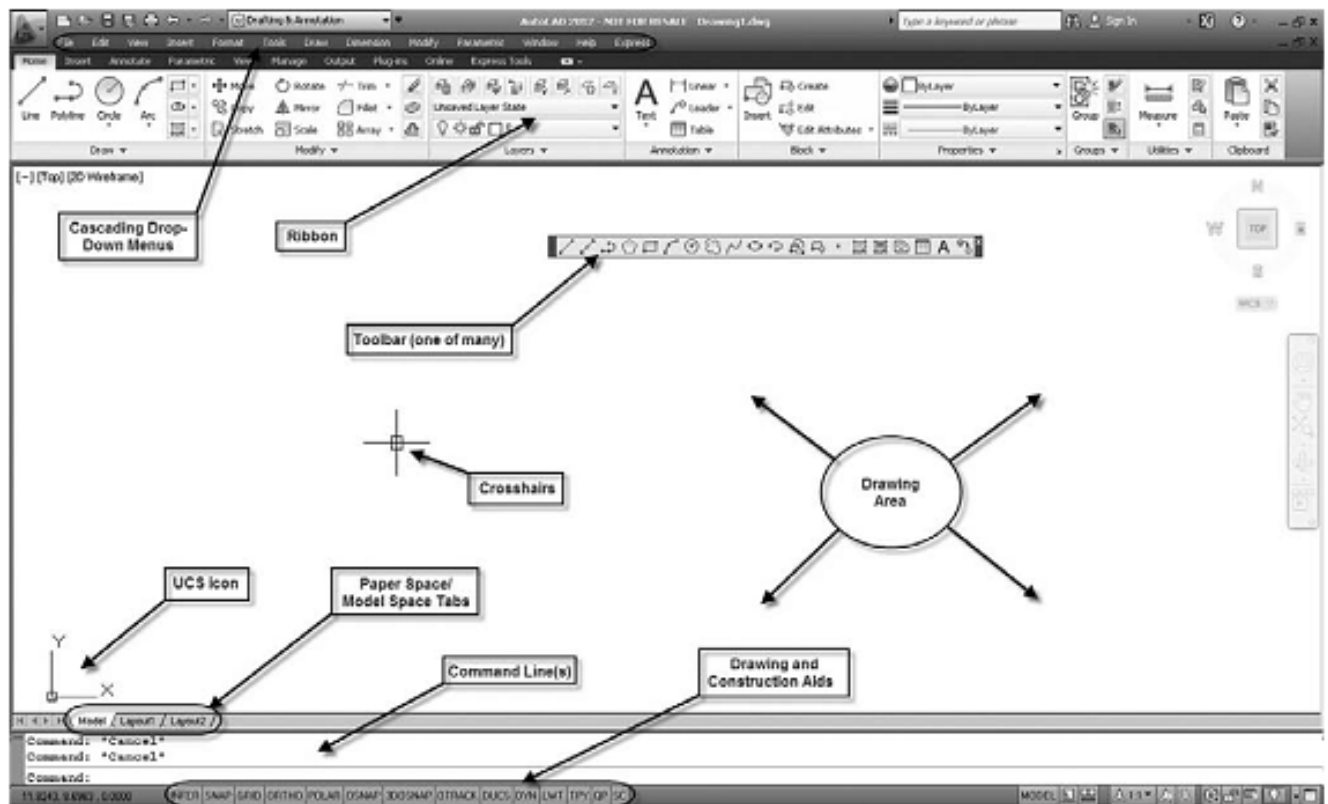 Drafting & Annotation
AutoCAD 2012 - NOT FOR RESALE Drawing1.dwg
Type a keyword or phrase
Sign In
File Edit View Insert Format Tools Draw Dimension Modify Parametric Window Help Express
Home Insert Annotate Parametric View Manage Output Plug-ins Online Express Tools
Line Polyline Circle Arc
Move Rotate Trim
Copy Mirror Fillet
Stretch Scale Array
Unsaved Layer State
Text
Linear
Leader
Table
Insert
Create
Edit
Edit Attributes
ByLayer
ByLayer
ByLayer
Group
Measure
Paste
Draw Modify Layers Annotation Block Properties Groups Utilities Clipboard
[−] [Top] [2D Wireframe]
Cascading Drop-
Down Menus
Ribbon
N
W TOP E
S
WCS
A
Toolbar (one of many)
Crosshairs
Drawing
Area
UCS icon
Paper Space/
Model Space Tabs
Y
X
Command Line(s)
Drawing and
Construction Aids
Model / Layout1 / Layout2 /
Command: *Cancel*
Command: *Cancel*
Command:
INFER SNAP GRID ORTHO POLAR OSNAP 3DOSNAP OTRACK DUCS DYN LWT TPY QP SC
MODEL
1:1